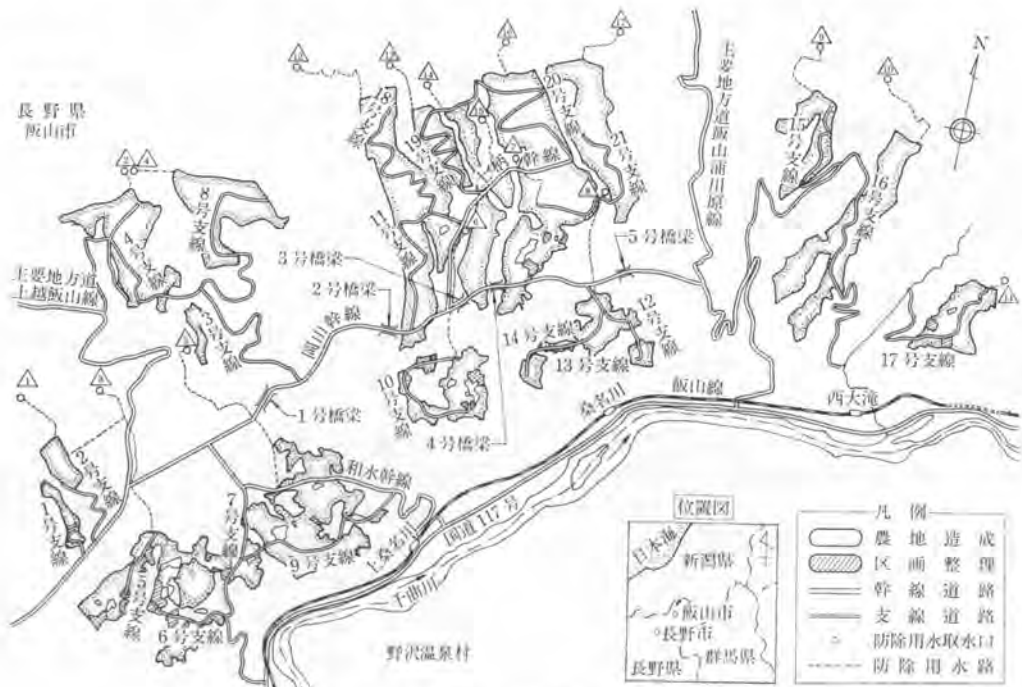 長野県
飯山市
N
主要地方道飯山蒲川原線
20号支線
19号支線
21号支線
15号支線
16号支線
8号支線
11号支線
主要地方道
上越飯山線
3号橋梁
2号橋梁
5号橋梁
岡川幹線
3号支線
14号支線
12号支線
13号支線
17号支線
10号支線
飯山線
桑名川
西大滝
1号橋梁
4号橋梁
2号支線
1号支線
7号支線
和水幹線
9号支線
上桑名川
国道117号
千曲川
5号支線
6号支線
野沢温泉村
位置図
日本海
新潟県
飯山市
長野市
群馬県
長野県
凡例
農地造成
区画整理
幹線道路
支線道路
防除用水取水口
防除用水路